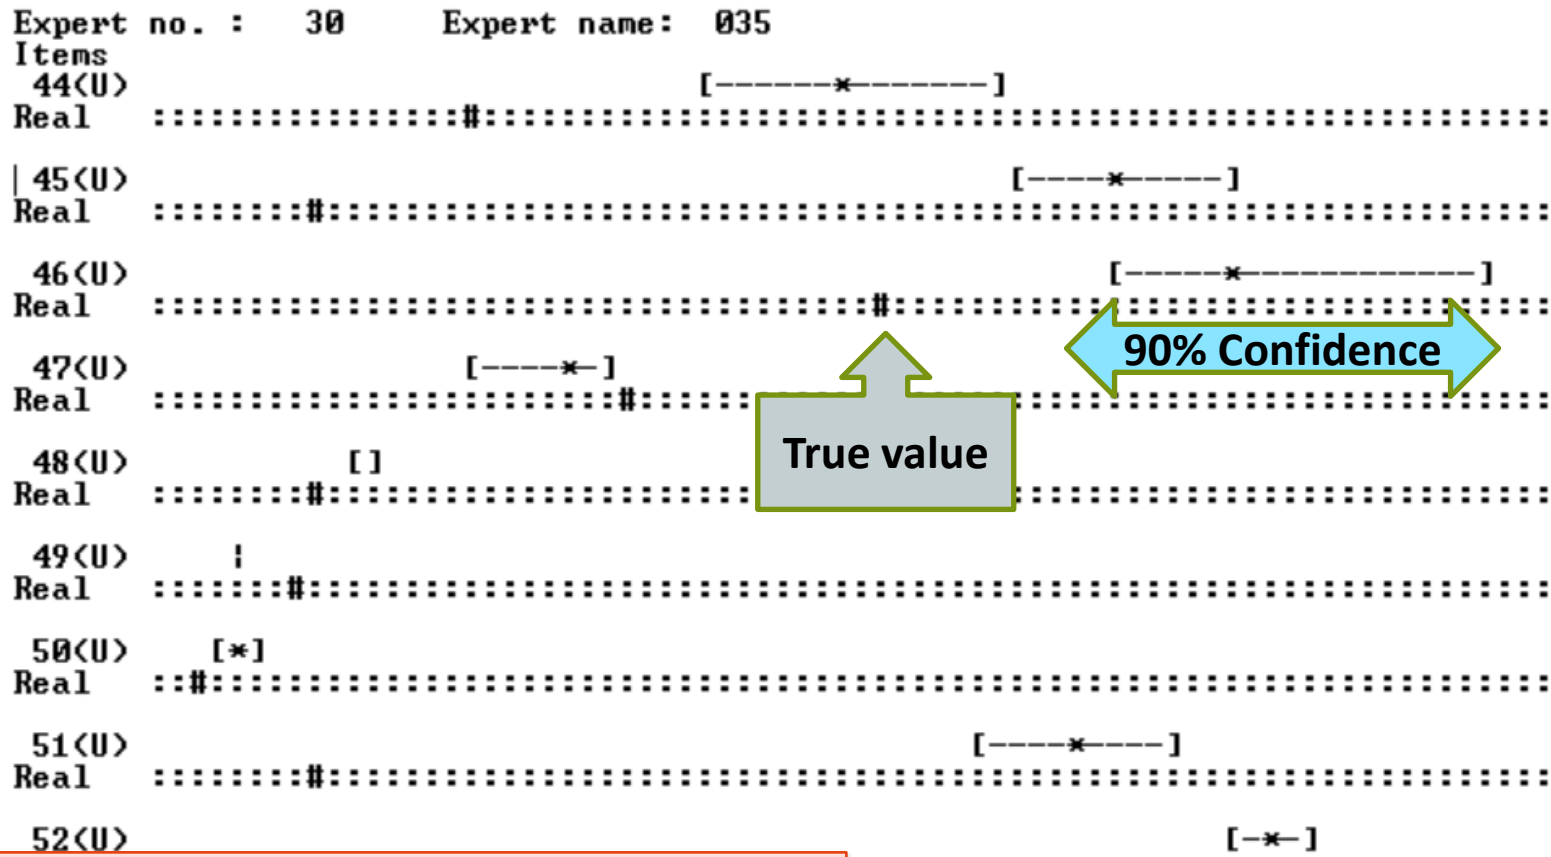 Expert no. : 30 Expert name: 035
Items
44(U) [------*-------]
Real ::::::::::::::::#:::::::::::::::::::::::::::::::::::::::::::::::::::::::
45(U) [----*-----]
Real ::::::::#:::::::::::::::::::::::::::::::::::::::::::::::::::::::::::::::
46(U) [-----*------------]
Real :::::::::::::::::::::::::::::::::::::#::::::::::::::::::::::::::::::::::
90% Confidence
47(U) [----*-]
Real ::::::::::::::::::::::::#:::::: ::::::::::::::::::::::::::::
True value
48(U) []
Real ::::::::#:::::::::::::::::::::: ::::::::::::::::::::::::::::
49(U) ¦
Real :::::::#::::::::::::::::::::::::::::::::::::::::::::::::::::::::::::::::
50(U) [*]
Real ::#:::::::::::::::::::::::::::::::::::::::::::::::::::::::::::::::::::::
51(U) [----*----]
Real ::::::::#:::::::::::::::::::::::::::::::::::::::::::::::::::::::::::::::
52(U) [-*-]